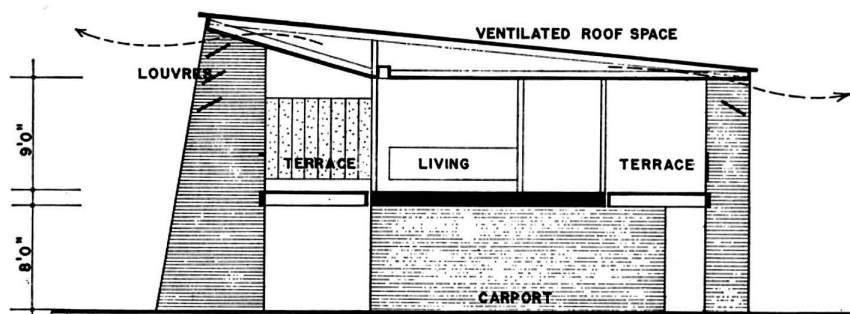 VENTILATED ROOF SPACE
LOUVRES
9'0"
TERRACE
LIVING
TERRACE
8'0"
CARPORT